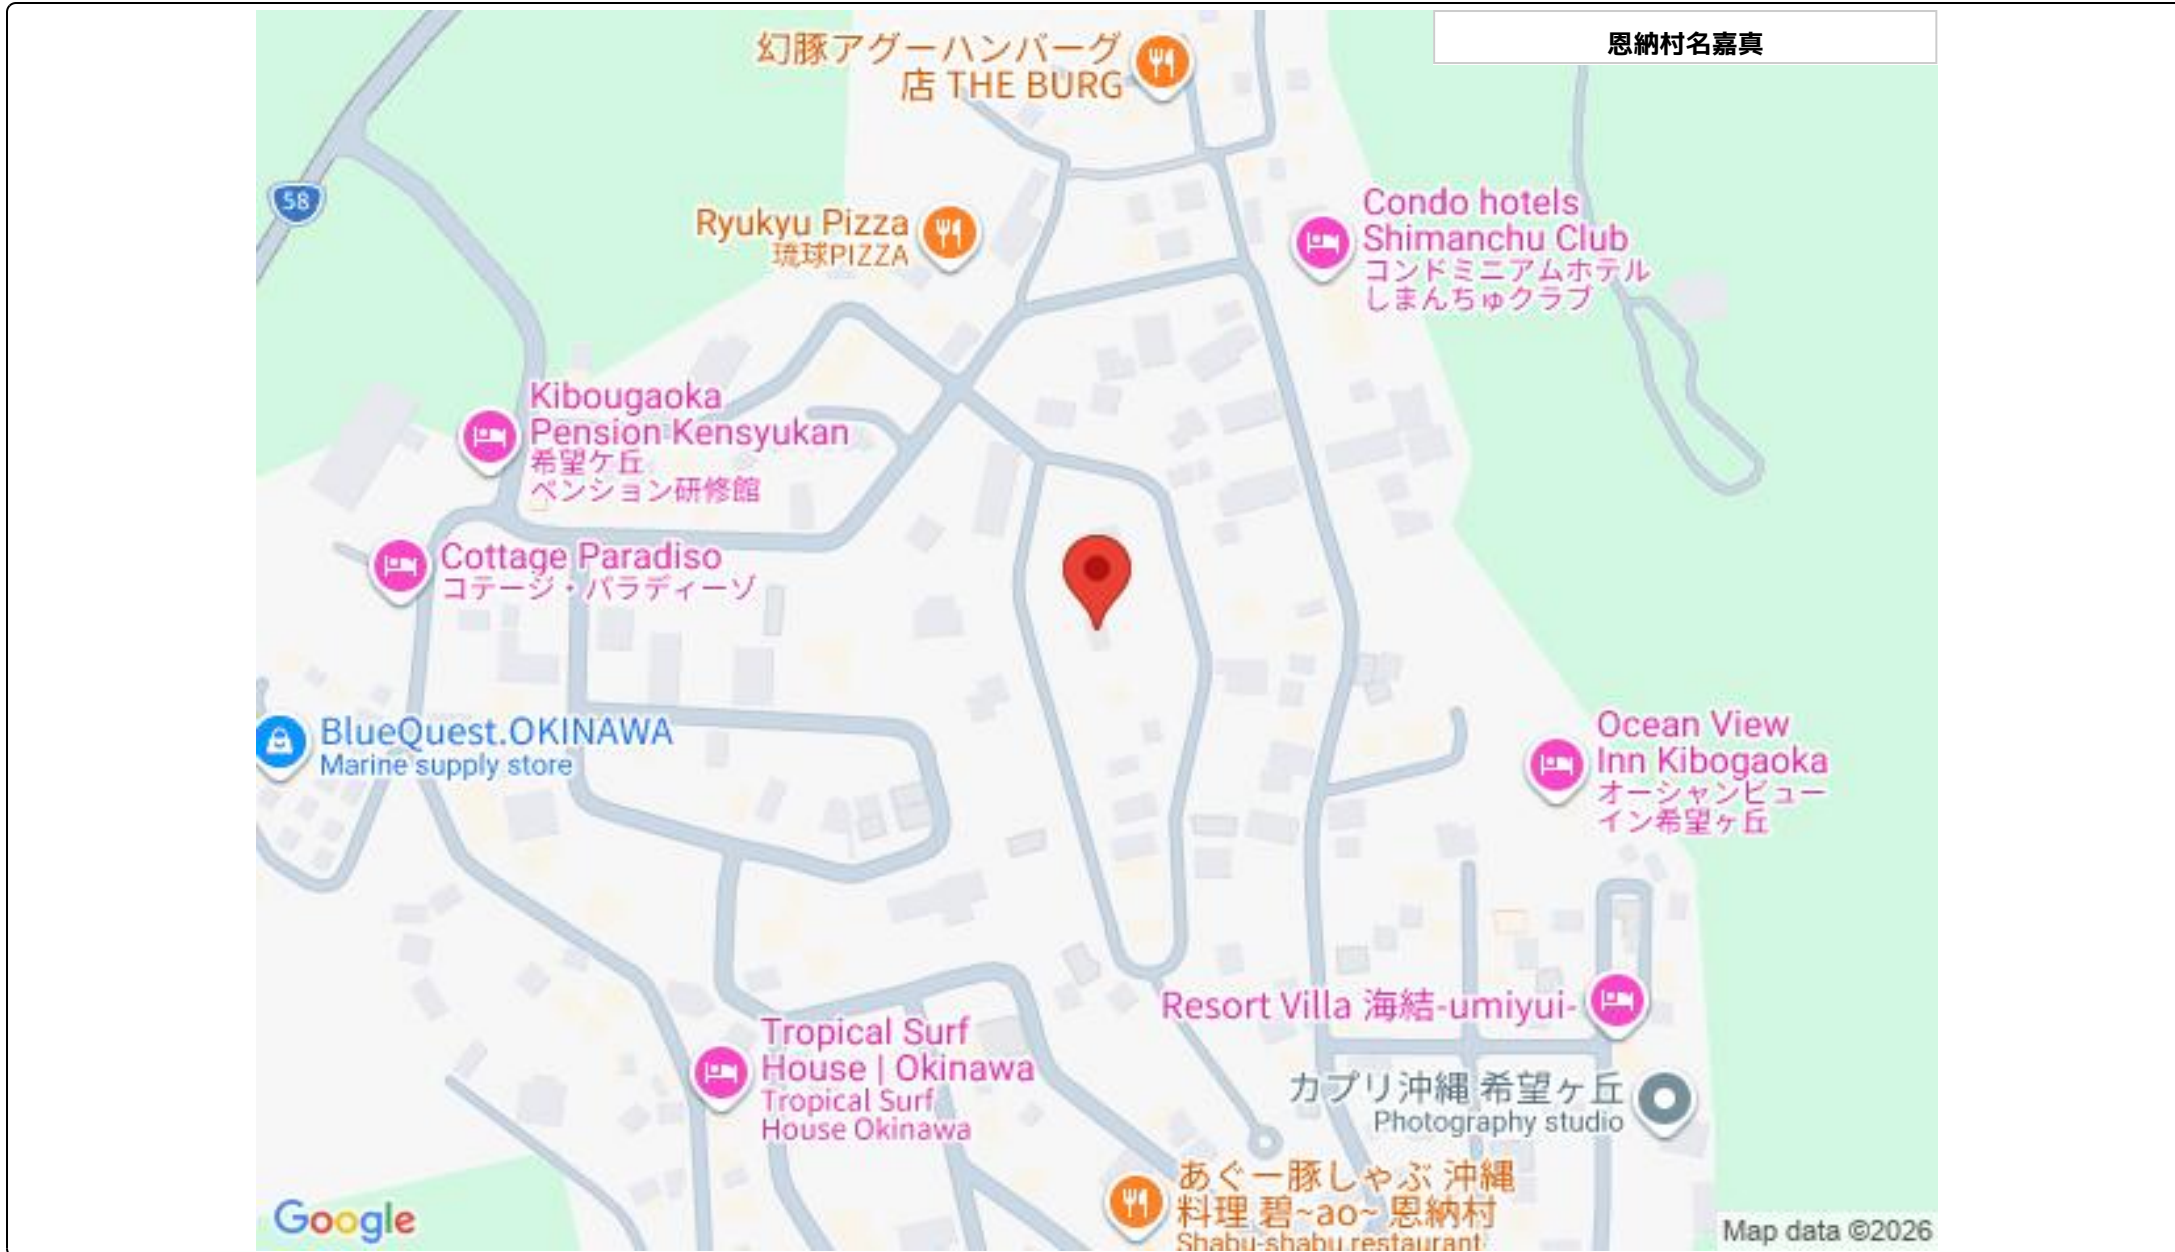 恩納村名嘉真
幻豚アグーハンバーグ
店 THE BURG
58
Ryukyu Pizza
琉球PIZZA
Condo hotels
Shimanchu Club
コンドミニアムホテル
しまんちゅクラブ
Kibougaoka
Pension Kensyukan
希望ケ丘
ペンション研修館
Cottage Paradiso
コテージ・パラディーゾ
BlueQuest.OKINAWA
Marine supply store
Ocean View
Inn Kibogaoka
オーシャンビュー
イン希望ヶ丘
Resort Villa 海結-umiyui-
Tropical Surf
House | Okinawa
Tropical Surf
House Okinawa
カプリ沖縄 希望ヶ丘
Photography studio
あぐー豚しゃぶ 沖縄
料理 碧~ao~ 恩納村
Shabu-shabu restaurant
Google
Map data ©2026